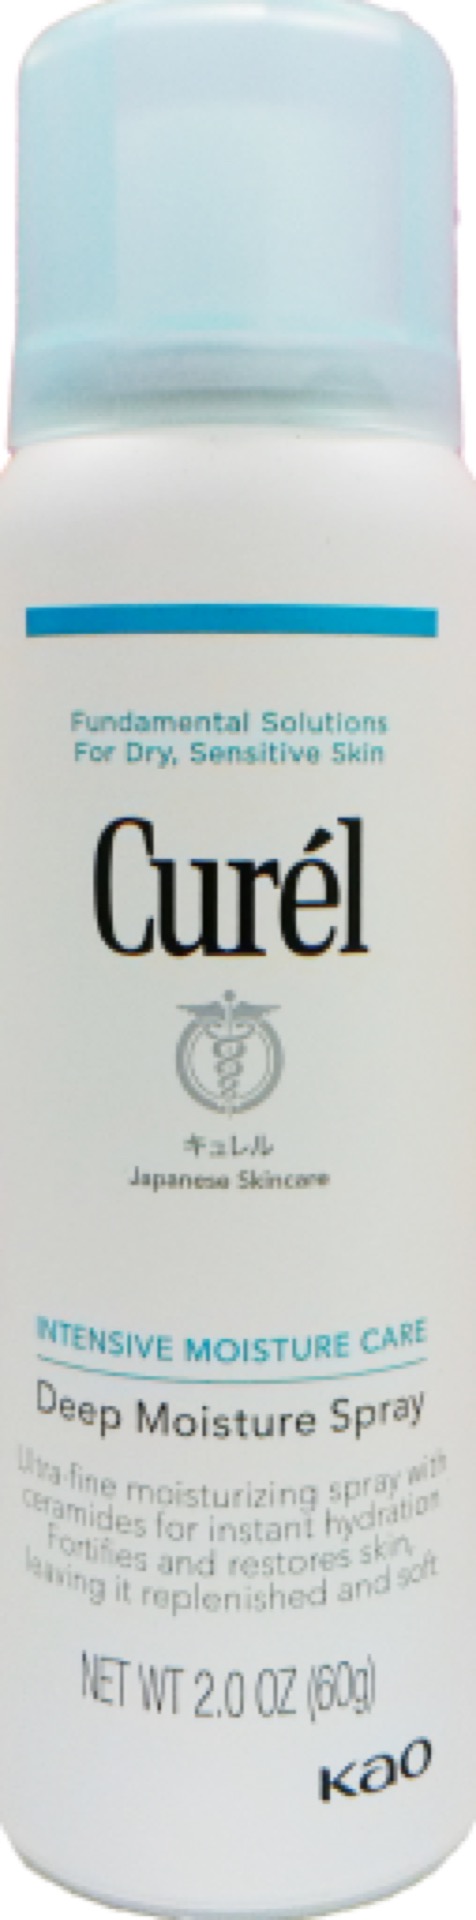 Fundamental Solutions
For Dry, Sensitive Skin
Curél
キュレル
Japanese Skincare
INTENSIVE MOISTURE CARE
Deep Moisture Spray
Ultra-fine moisturizing spray with
ceramides for instant hydration
Fortifies and restores skin,
leaving it replenished and soft
NET WT 2.0 OZ (60g)
Kao